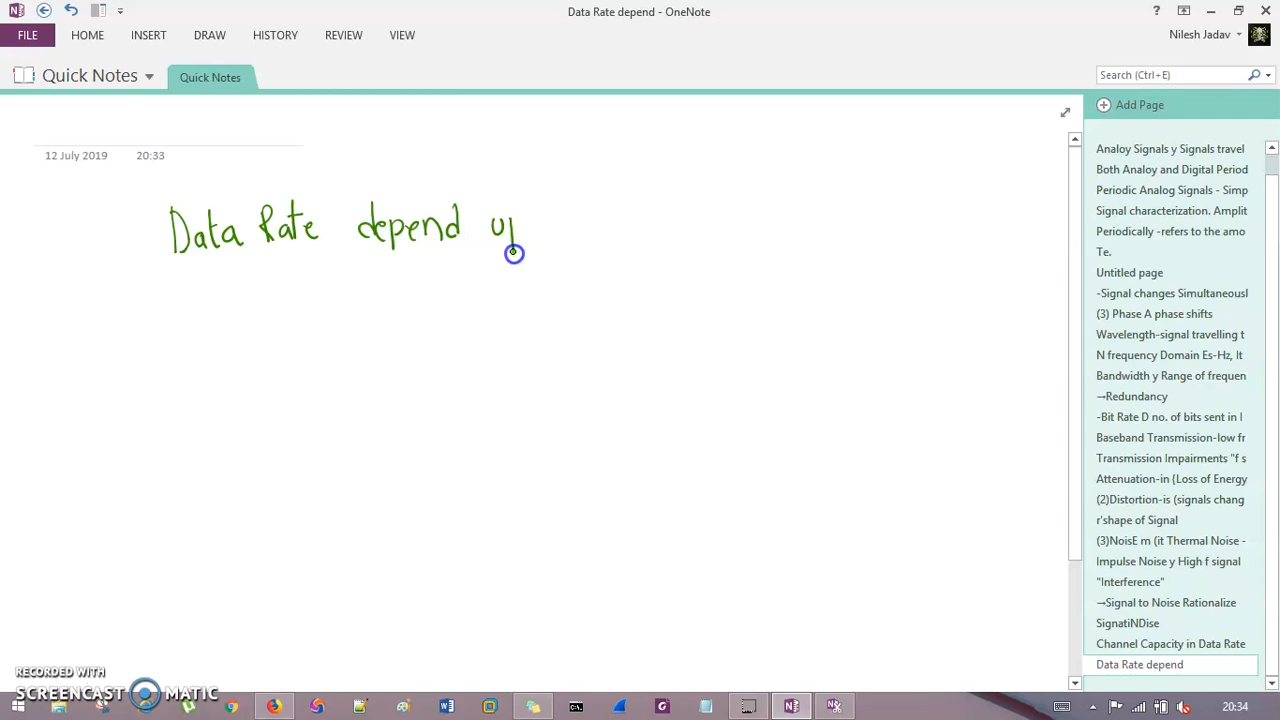 Data Rate depend - OneNote
FILE HOME INSERT DRAW HISTORY REVIEW VIEW
Nilesh Jadav
Quick Notes
Quick Notes
Search (Ctrl+E)
Add Page
12 July 2019 20:33
Data Rate depend up
Analoy Signals y Signals travel
Both Analoy and Digital Period
Periodic Analog Signals - Simp
Signal characterization. Amplit
Periodically -refers to the amo
Te.
Untitled page
-Signal changes Simultaneousl
(3) Phase A phase shifts
Wavelength-signal travelling t
N frequency Domain Es-Hz, It
Bandwidth y Range of frequen
→Redundancy
-Bit Rate D no. of bits sent in l
Baseband Transmission-low fr
Transmission Impairments "f s
Attenuation-in {Loss of Energy
(2)Distortion-is (signals chang
r'shape of Signal
(3)NoisE m (it Thermal Noise -
Impulse Noise y High f signal
"Interference"
→Signal to Noise Rationalize
SignatiNDise
Channel Capacity in Data Rate
Data Rate depend
RECORDED WITH
SCREENCAST MATIC
20:34